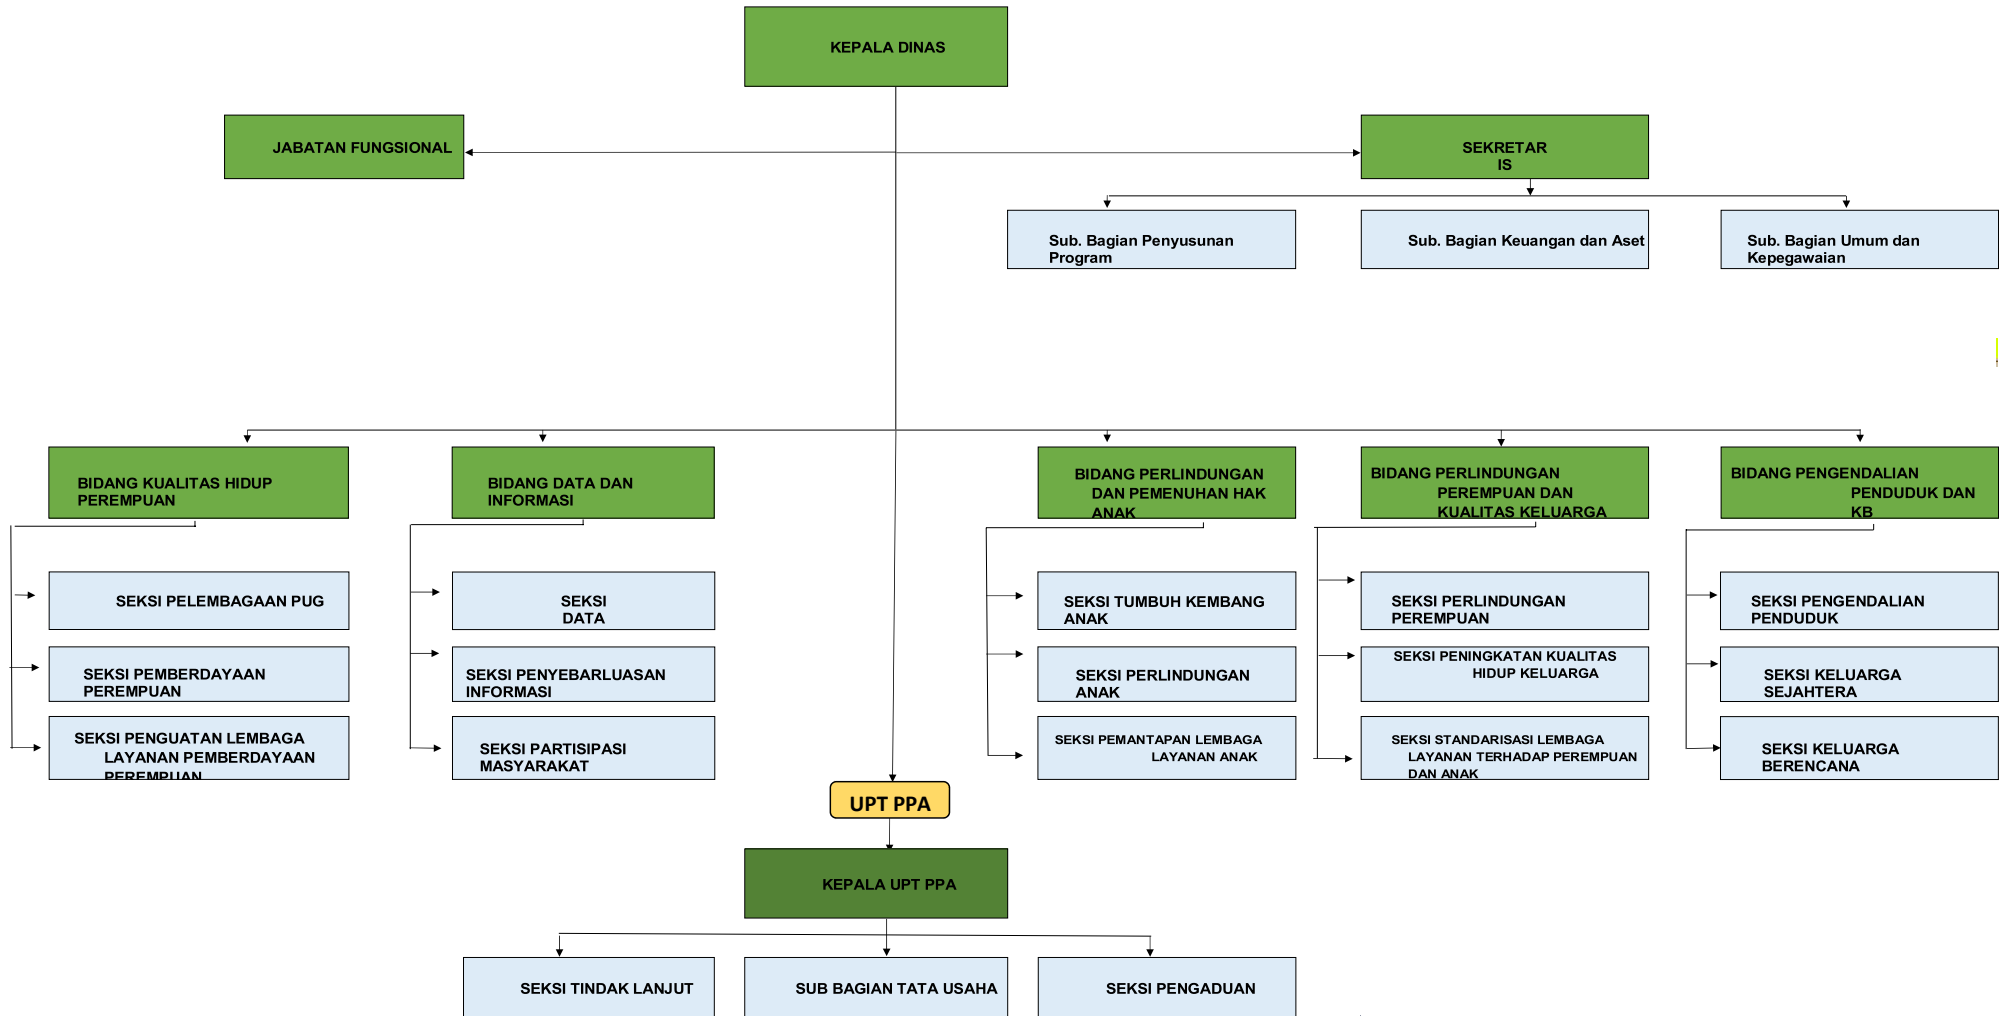 KEPALA DINAS
JABATAN FUNGSIONAL
SEKRETAR
IS
Sub. Bagian Penyusunan
Program
Sub. Bagian Keuangan dan Aset
Sub. Bagian Umum dan
Kepegawaian
BIDANG KUALITAS HIDUP
PEREMPUAN
BIDANG DATA DAN
INFORMASI
BIDANG PERLINDUNGAN
DAN PEMENUHAN HAK
ANAK
BIDANG PERLINDUNGAN
PEREMPUAN DAN
KUALITAS KELUARGA
BIDANG PENGENDALIAN
PENDUDUK DAN
KB
SEKSI PELEMBAGAAN PUG
SEKSI
DATA
SEKSI TUMBUH KEMBANG
ANAK
SEKSI PERLINDUNGAN
PEREMPUAN
SEKSI PENGENDALIAN
PENDUDUK
SEKSI PEMBERDAYAAN
PEREMPUAN
SEKSI PENYEBARLUASAN
INFORMASI
SEKSI PERLINDUNGAN
ANAK
SEKSI PENINGKATAN KUALITAS
HIDUP KELUARGA
SEKSI KELUARGA
SEJAHTERA
SEKSI PENGUATAN LEMBAGA
LAYANAN PEMBERDAYAAN
PEREMPUAN
SEKSI PARTISIPASI
MASYARAKAT
SEKSI PEMANTAPAN LEMBAGA
LAYANAN ANAK
SEKSI STANDARISASI LEMBAGA
LAYANAN TERHADAP PEREMPUAN
DAN ANAK
SEKSI KELUARGA
BERENCANA
UPT PPA
KEPALA UPT PPA
SEKSI TINDAK LANJUT
SUB BAGIAN TATA USAHA
SEKSI PENGADUAN